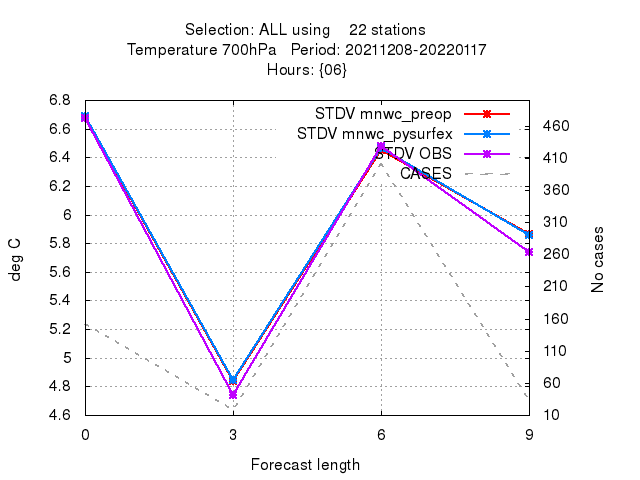 Selection: ALL using 22 stations
Temperature 700hPa Period: 20211208-20220117
Hours: {06}
STDV mnwc_preop
STDV mnwc_pysurfex
STDV OBS
CASES
6.8
6.6
6.4
6.2
6
5.8
5.6
5.4
5.2
5
4.8
4.6
460
410
360
310
260
210
160
110
60
10
deg C
No cases
0 3 6 9
Forecast length